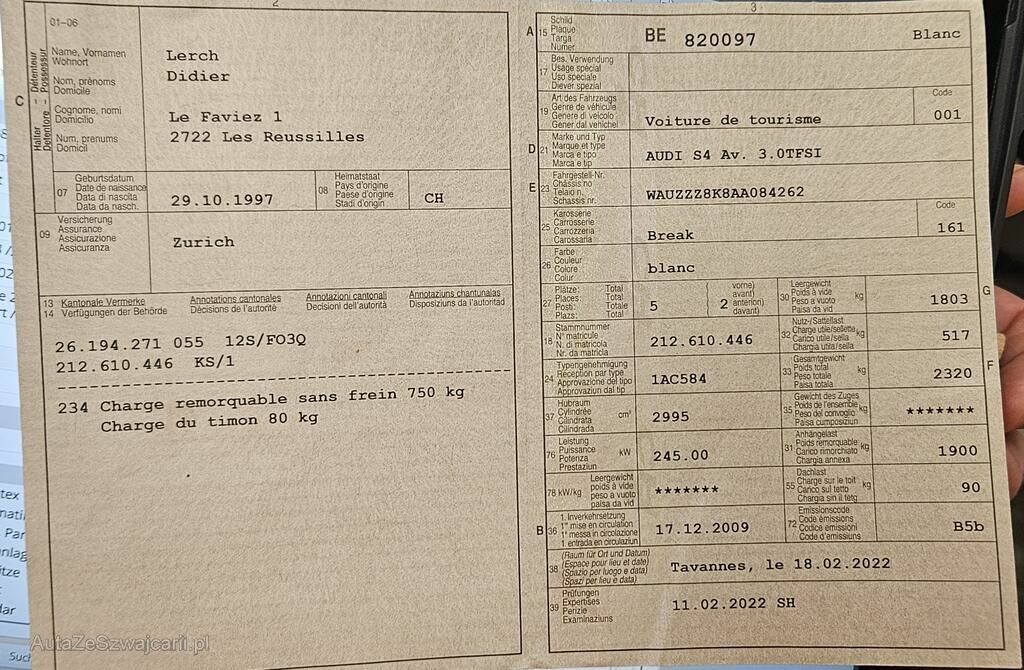 2
01-06
Détenteur
Possessur
C
Halter
Detentore
Name, Vornamen
Wohnort
Nom, prénoms
Domicile
Cognome, nomi
Domicilio
Num, prenums
Domicil
Lerch
Didier
Le Faviez 1
2722 Les Reussilles
07
Geburtsdatum
Date de naissance
Data di nascita
Data da nasch.
29.10.1997
08
Heimatstaat
Pays d'origine
Paese d'origine
Stadi d'origin
CH
09
Versicherung
Assurance
Assicurazione
Assicuranza
Zurich
13 Kantonale Vermerke
14 Verfügungen der Behörde
Annotations cantonales
Décisions de l'autorité
Annotazioni cantonali
Decisioni dell'autorità
Annotaziuns chantunalas
Disposiziuns da l'autoritad
26.194.271 055 12S/FO3Q
212.610.446 KS/1
234 Charge remorquable sans frein 750 kg
Charge du timon 80 kg
3
A 15
Schild
Plaque
Targa
Numer
BE 820097 Blanc
17
Bes. Verwendung
Usage spécial
Uso speciale
Diever spezial
19
Art des Fahrzeugs
Genre de véhicule
Genere di veicolo
Gener dal vehichel
Voiture de tourisme
Code
001
D 21
Marke und Typ
Marque et type
Marca e tipo
Marca e tip
AUDI S4 Av. 3.0TFSI
E 23
Fahrgestell-Nr.
Châssis no
Telaio n.
Schassis nr.
WAUZZZ8K8AA084262
25
Karosserie
Carrosserie
Carrozzeria
Carossaria
Break
Code
161
26
Farbe
Couleur
Colore
Colur
blanc
27
Plätze: Total
Places: Total
Posti: Totale
Plazs: Total
5
2
vorne)
avant)
anteriori)
davant)
30
Leergewicht
Poids à vide
Peso a vuoto
Paisa da vid
kg
1803
G
18
Stammnummer
N° matricule
N. di matricola
Nr. da matricla
212.610.446
32
Nutz-/Sattellast
Charge utile/sellette
Carico utile/sella
Chargia utila/sella
kg
517
24
Typengenehmigung
Réception par type
Approvazione del tipo
Approvaziun dal tip
1AC584
33
Gesamtgewicht
Poids total
Peso totale
Paisa totala
kg
2320
F
37
Hubraum
Cylindrée
Cilindrata
Cilindrada
cm³
2995
35
Gewicht des Zuges
Poids de l'ensemble
Peso del convoglio
Paisa cumposiziun
kg
*******
76
Leistung
Puissance
Potenza
Prestaziun
kW
245.00
31
Anhängelast
Poids remorquable
Carico rimorchiato
Chargia annexa
kg
1900
78 kW/kg
Leergewicht
poids à vide
peso a vuoto
paisa da vid
*******
55
Dachlast
Charge sur le toit
Carico sul tetto
Chargia sin il tetg
kg
90
B 36
1. Inverkehrsetzung
1re mise en circulation
1a messa in circolazione
1. entrada en circulaziun
17.12.2009
72
Emissionscode
Code émissions
Codice emissioni
Code d'emissiuns
B5b
38
(Raum für Ort und Datum)
(Espace pour lieu et date)
(Spazio per luogo e data)
(Spazi per lieu e data)
Tavannes, le 18.02.2022
39
Prüfungen
Expertises
Perizie
Examinaziuns
11.02.2022 SH
AutaZeSzwajcarii.pl